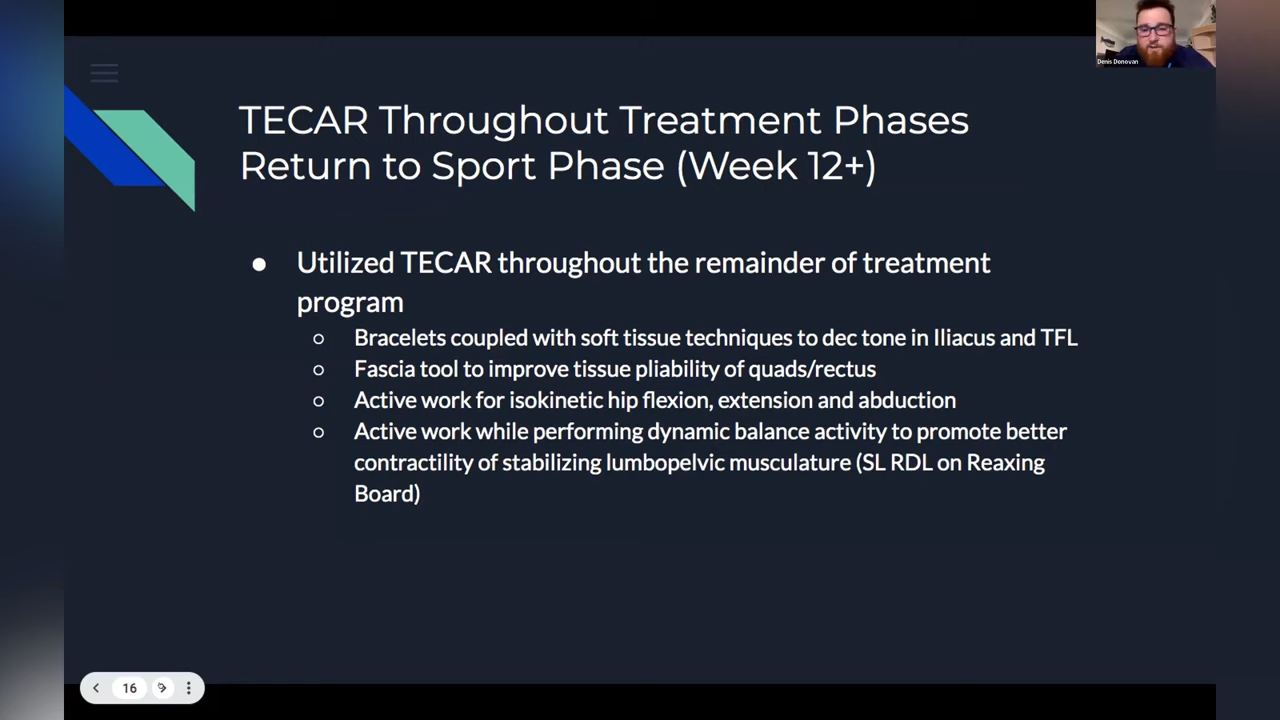 Denis Donovan
TECAR Throughout Treatment Phases
Return to Sport Phase (Week 12+)
● Utilized TECAR throughout the remainder of treatment
program
○ Bracelets coupled with soft tissue techniques to dec tone in Iliacus and TFL
○ Fascia tool to improve tissue pliability of quads/rectus
○ Active work for isokinetic hip flexion, extension and abduction
○ Active work while performing dynamic balance activity to promote better
contractility of stabilizing lumbopelvic musculature (SL RDL on Reaxing
Board)
16